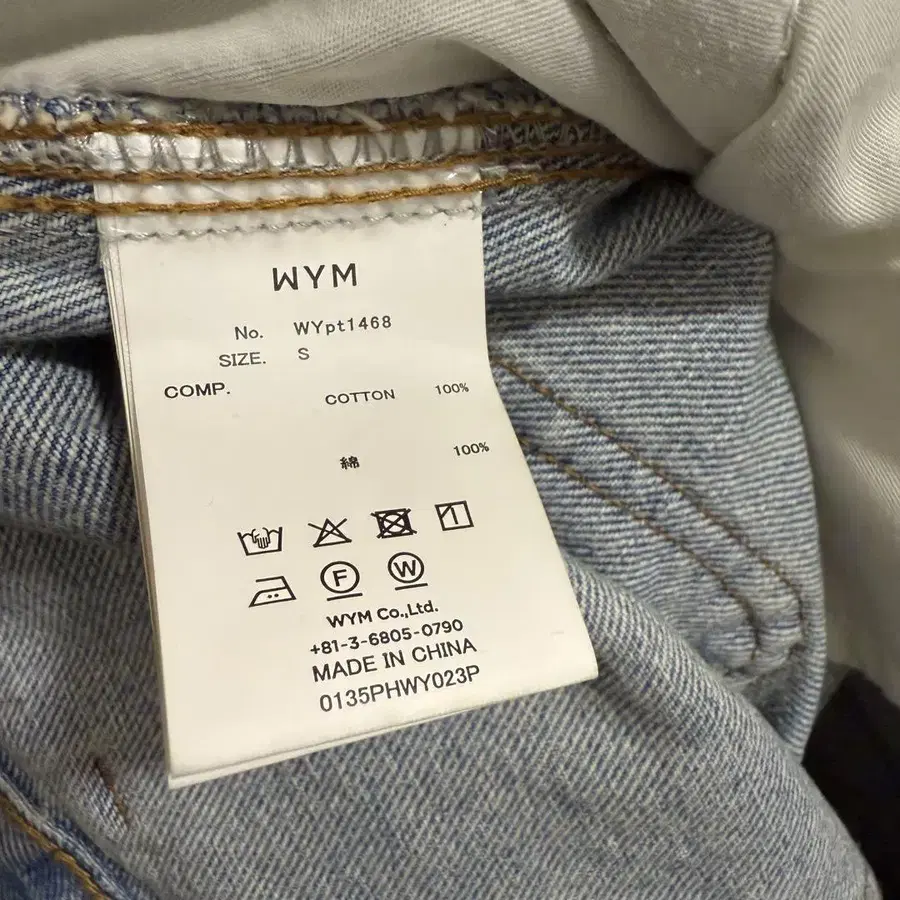 WYM
No. WYpt1468
SIZE. S
COMP.
COTTON 100%
綿 100%
F W
WYM Co.,Ltd.
+81-3-6805-0790
MADE IN CHINA
0135PHWY023P